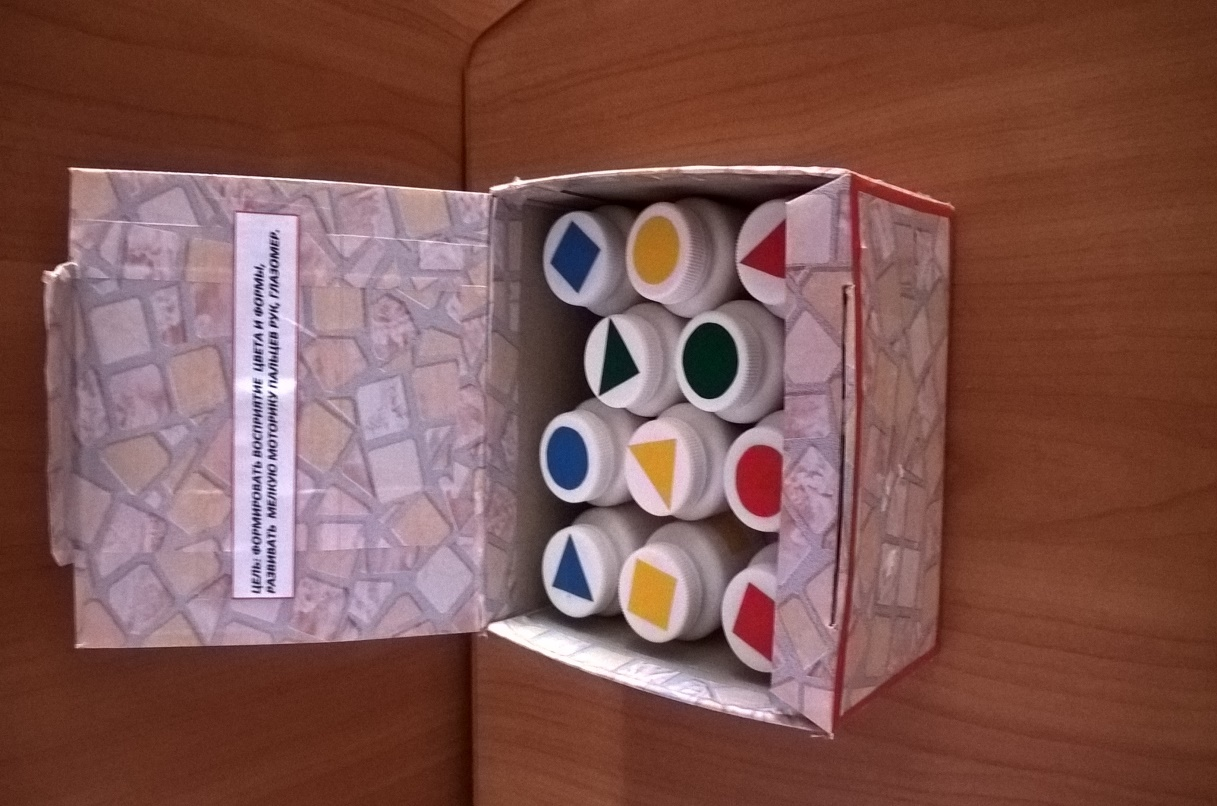 ЦЕЛЬ: ФОРМИРОВАТЬ ВОСПРИЯТИЕ ЦВЕТА И ФОРМЫ,
РАЗВИВАТЬ МЕЛКУЮ МОТОРИКУ ПАЛЬЦЕВ РУК, ГЛАЗОМЕР.